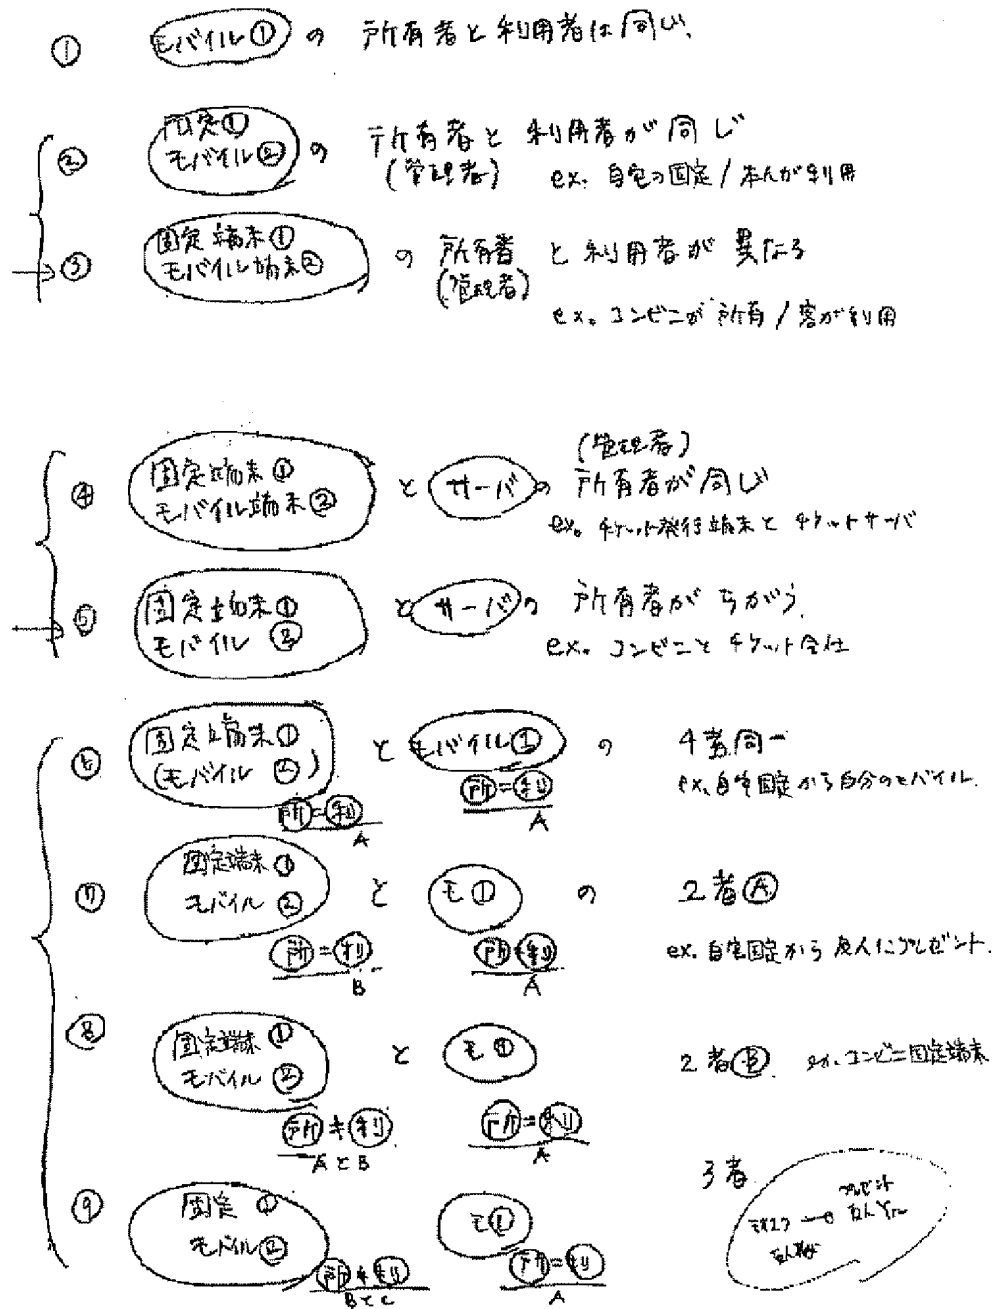 ① モバイル① の 所有者と利用者は同じ、
② 固定① モバイル② の 所有者と利用者が同じ
(管理者) ex. 自宅の固定/本人が利用
③ 固定端末① モバイル端末② の 所有者と利用者が異なる
(管理者)
ex. コンビニが所有/客が利用
(管理者)
④ 固定端末① モバイル端末② と サーバの 所有者が同じ
ex. チケット発行端末とチケットサーバ
⑤ 固定端末① モバイル② と サーバの 所有者がちがう.
ex. コンビニとチケット会社
⑥ 固定端末① (モバイル②) と モバイル① の 4者同一
ex. 自宅固定から自分のモバイル.
所=利 所=利
A A
⑦ 固定端末① モバイル② と モ① の 2者Ⓐ
ex. 自宅固定から友人にプレゼント.
所=利 所=利
B A
⑧ 固定端末① モバイル② と モ① 2者Ⓑ. ex. コンビニ固定端末
所≠利 所=利
AとB A
3者
⑨ 固定① モバイル② モ①
プレゼント
所≠利 所=利
BとC A